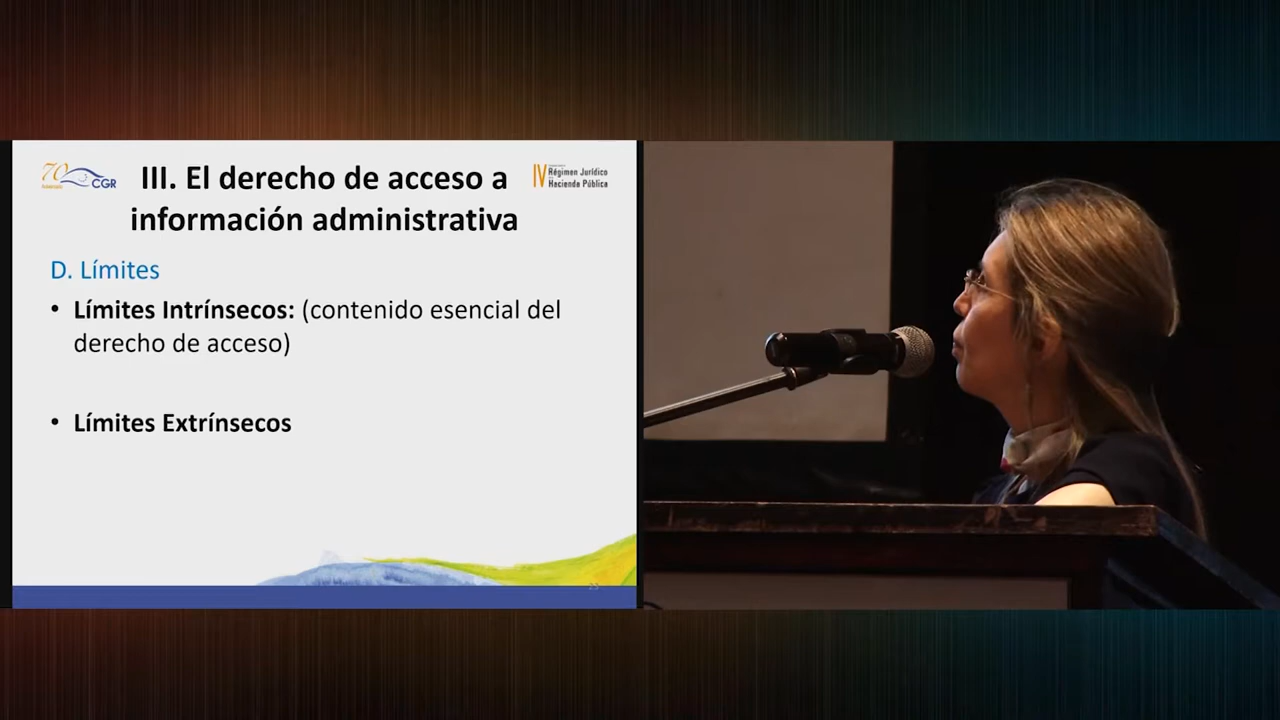 70
CGR
III. El derecho de acceso a
información administrativa
IV
Régimen Jurídico
Hacienda Pública
D. Límites
• Límites Intrínsecos: (contenido esencial del
derecho de acceso)
• Límites Extrínsecos